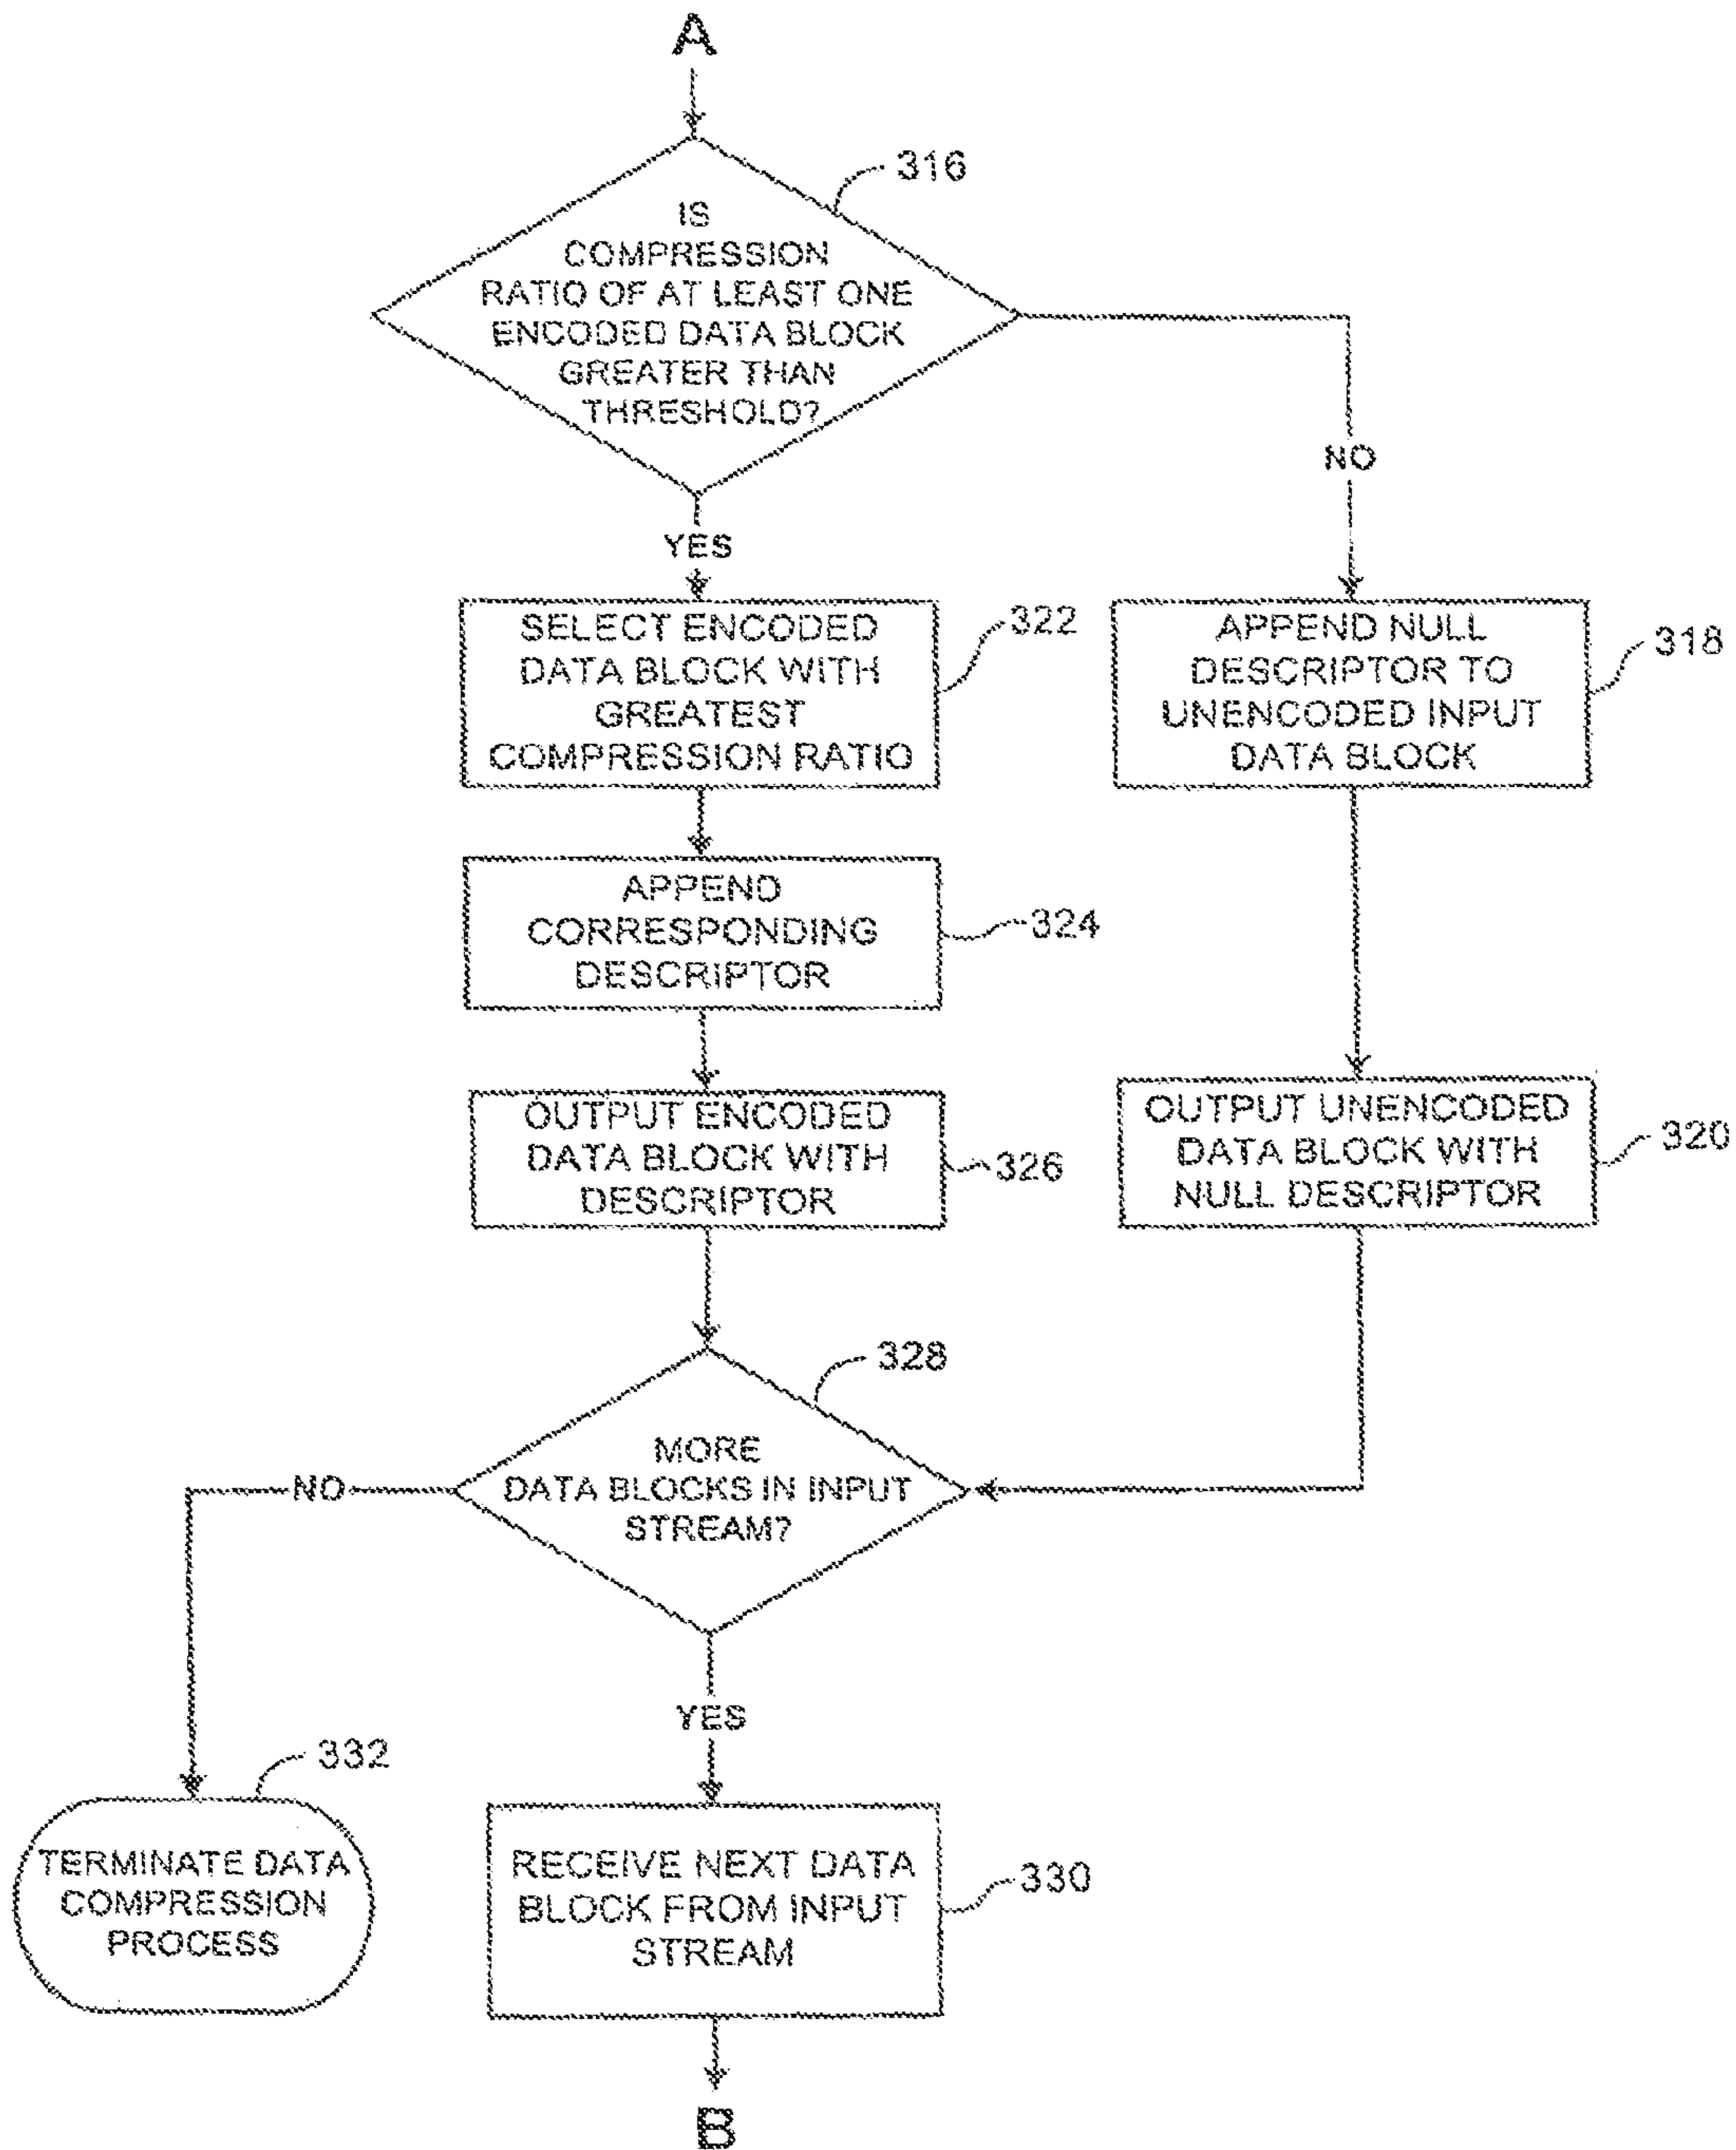 A
316
IS
COMPRESSION
RATIO OF AT LEAST ONE
ENCODED DATA BLOCK
GREATER THAN
THRESHOLD?
NO
YES
SELECT ENCODED
DATA BLOCK WITH
GREATEST
COMPRESSION RATIO
322
APPEND NULL
DESCRIPTOR TO
UNENCODED INPUT
DATA BLOCK
318
APPEND
CORRESPONDING
DESCRIPTOR
324
OUTPUT ENCODED
DATA BLOCK WITH
DESCRIPTOR
326
OUTPUT UNENCODED
DATA BLOCK WITH
NULL DESCRIPTOR
320
328
MORE
DATA BLOCKS IN INPUT
STREAM?
NO
YES
332
TERMINATE DATA
COMPRESSION
PROCESS
RECEIVE NEXT DATA
BLOCK FROM INPUT
STREAM
330
B